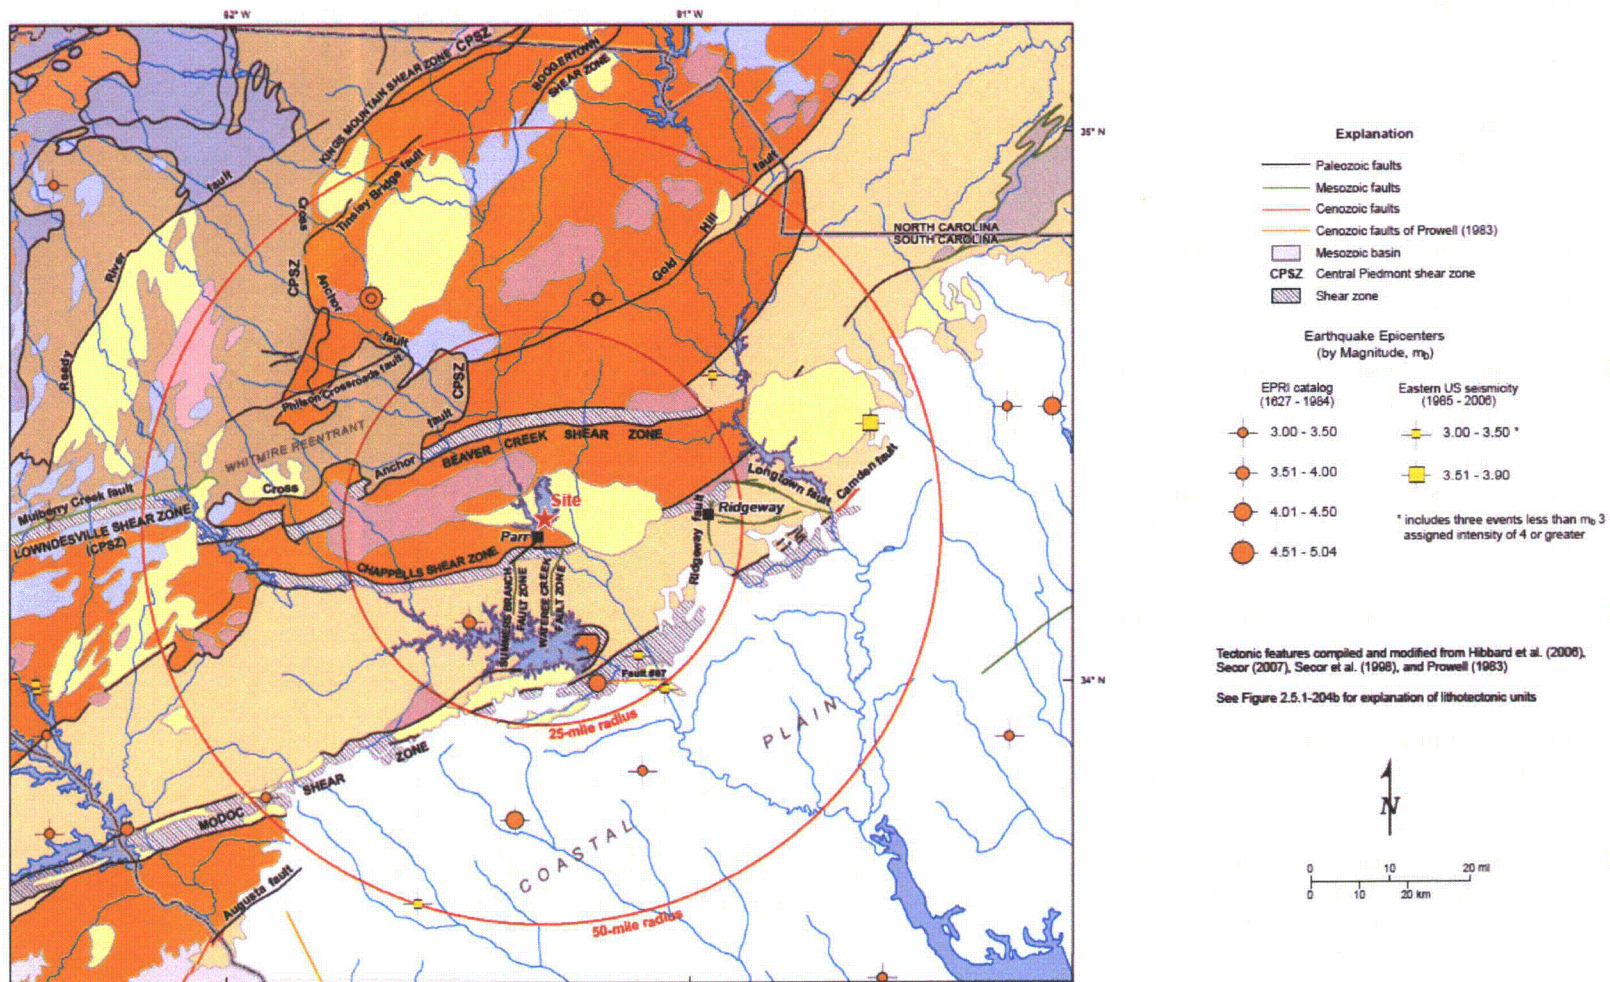 82° W
81° W
KINGS MOUNTAIN SHEAR ZONE CPSZ
BOOGERTOWN
SHEAR ZONE
35° N
fault
Cross
Tinsley Bridge fault
fault
Hill
Gold
NORTH CAROLINA
SOUTH CAROLINA
River
CPSZ
Anchor
fault
Reedy
Philson Crossroads fault
CPSZ
fault
WHITMIRE REENTRANT
BEAVER CREEK SHEAR ZONE
Anchor
Cross
Mulberry Creek fault
LOWNDESVILLE SHEAR ZONE
(CPSZ)
Longtown fault
Camden fault
Site
Ridgeway
Ridgeway fault
Parr
CHAPPELLS SHEAR ZONE
SUMMERS BRANCH
FAULT ZONE
WATEREE CREEK
FAULT ZONE
34° N
25-mile radius
PLAIN
MODOC SHEAR ZONE
COASTAL
Augusta fault
50-mile radius
Explanation
Paleozoic faults
Mesozoic faults
Cenozoic faults
Cenozoic faults of Prowell (1983)
Mesozoic basin
CPSZ Central Piedmont shear zone
Shear zone
Earthquake Epicenters
(by Magnitude, mb)
EPRI catalog
(1627 - 1984)
3.00 - 3.50
3.51 - 4.00
4.01 - 4.50
4.51 - 5.04
Eastern US seismicity
(1985 - 2006)
3.00 - 3.50 *
3.51 - 3.90
* includes three events less than mb 3
assigned intensity of 4 or greater
Tectonic features compiled and modified from Hibbard et al. (2006),
Secor (2007), Secor et al. (1998), and Prowell (1983)
See Figure 2.5.1-204b for explanation of lithotectonic units
N
0 10 20 mi
0 10 20 km